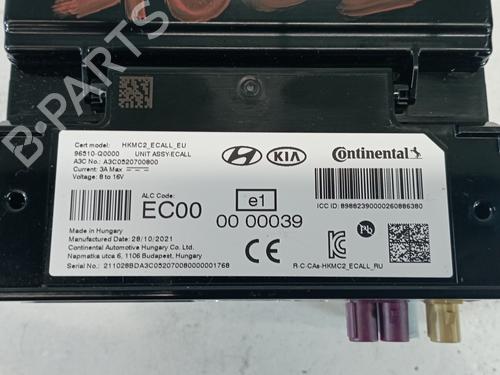 B-PARTS
Cert model: HKMC2_ECALL_EU
96510-Q0000 UNIT ASSY-ECALL
A3C No.: A3C0520700800
Current: 3A Max
Voltage: 8 to 16V
HYUNDAI KIA Continental
ALC Code:
EC00
e1
00 00039
ICC ID: 89882390000260886380
Made in Hungary
Manufactured Date: 28/10/2021
Continental Automotive Hungary Co. Ltd.
Napmatka utca 6, 1106 Budapest, Hungary
Serial No.: 211028BDA3C0520700800000001768
CE
Pb
R-C-CAs-HKMC2_ECALL_RU